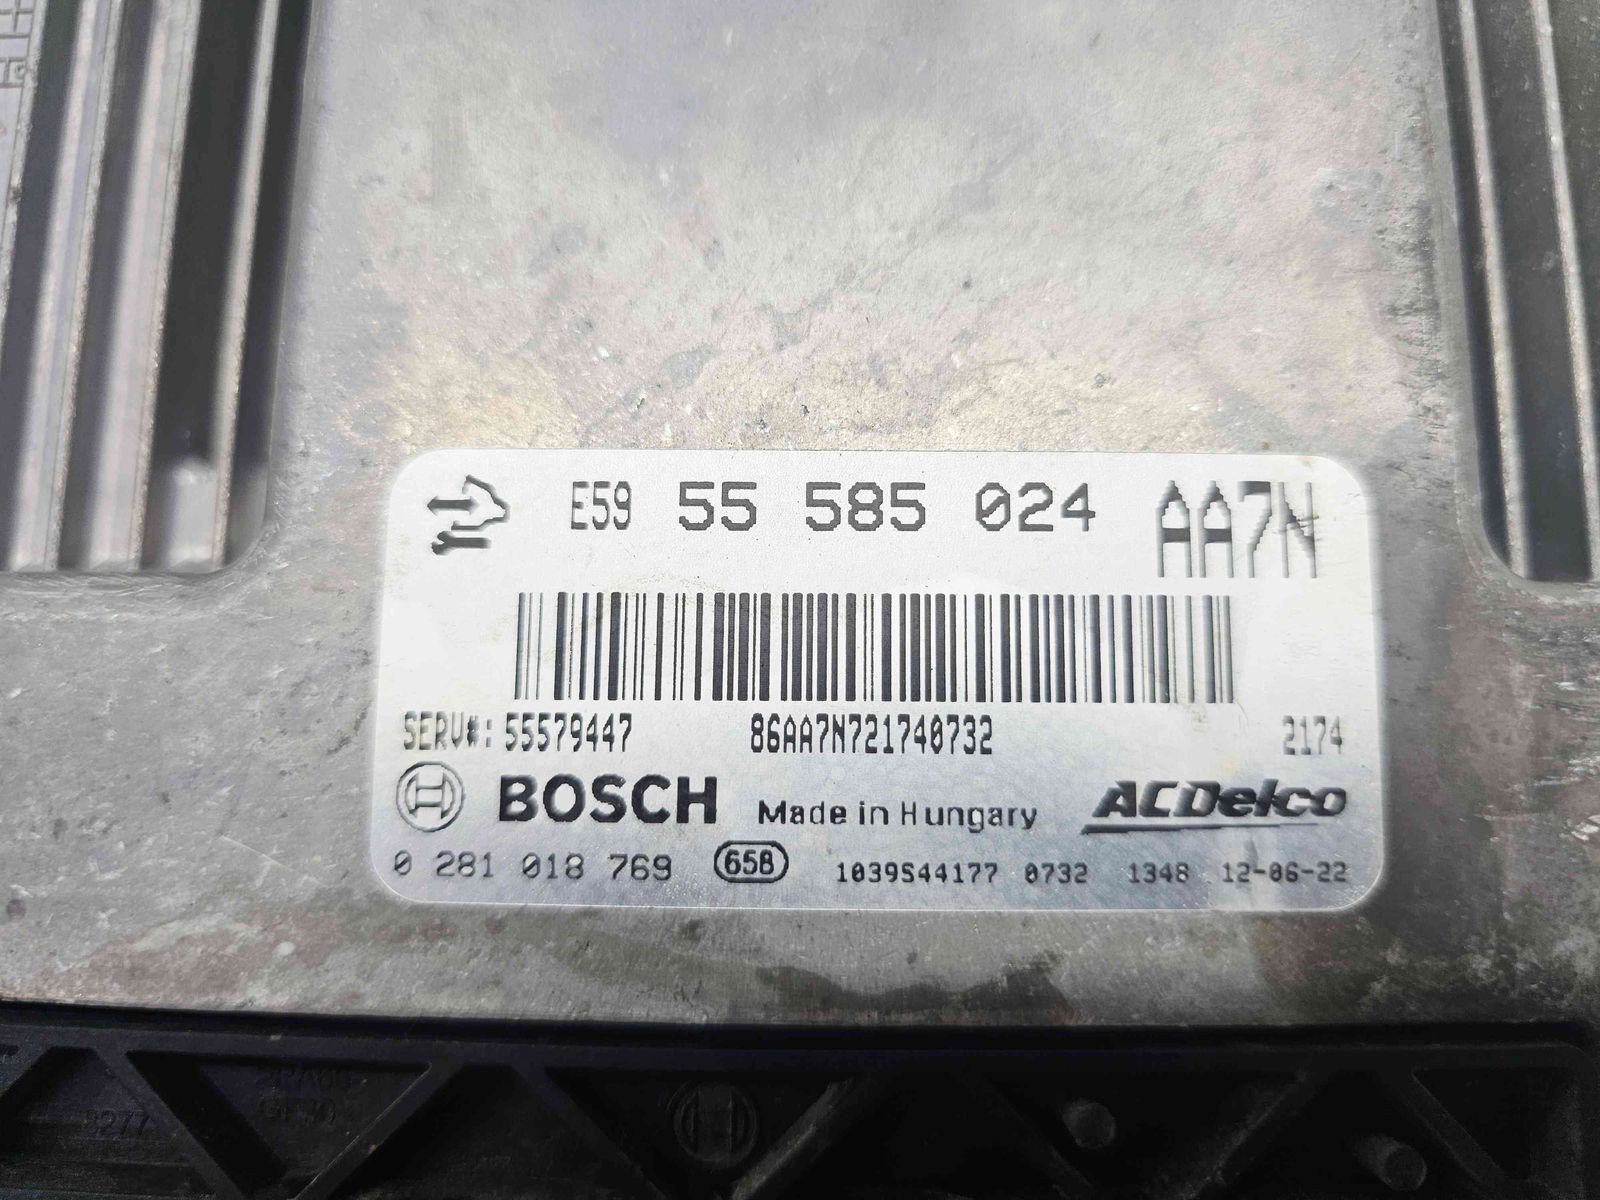 E59 55 585 024 AA7N
SERV#: 55579447 86AA7N721740732 2174
BOSCH Made in Hungary ACDelco
0 281 018 769 658 1039S44177 0732 1348 12-06-22
8277